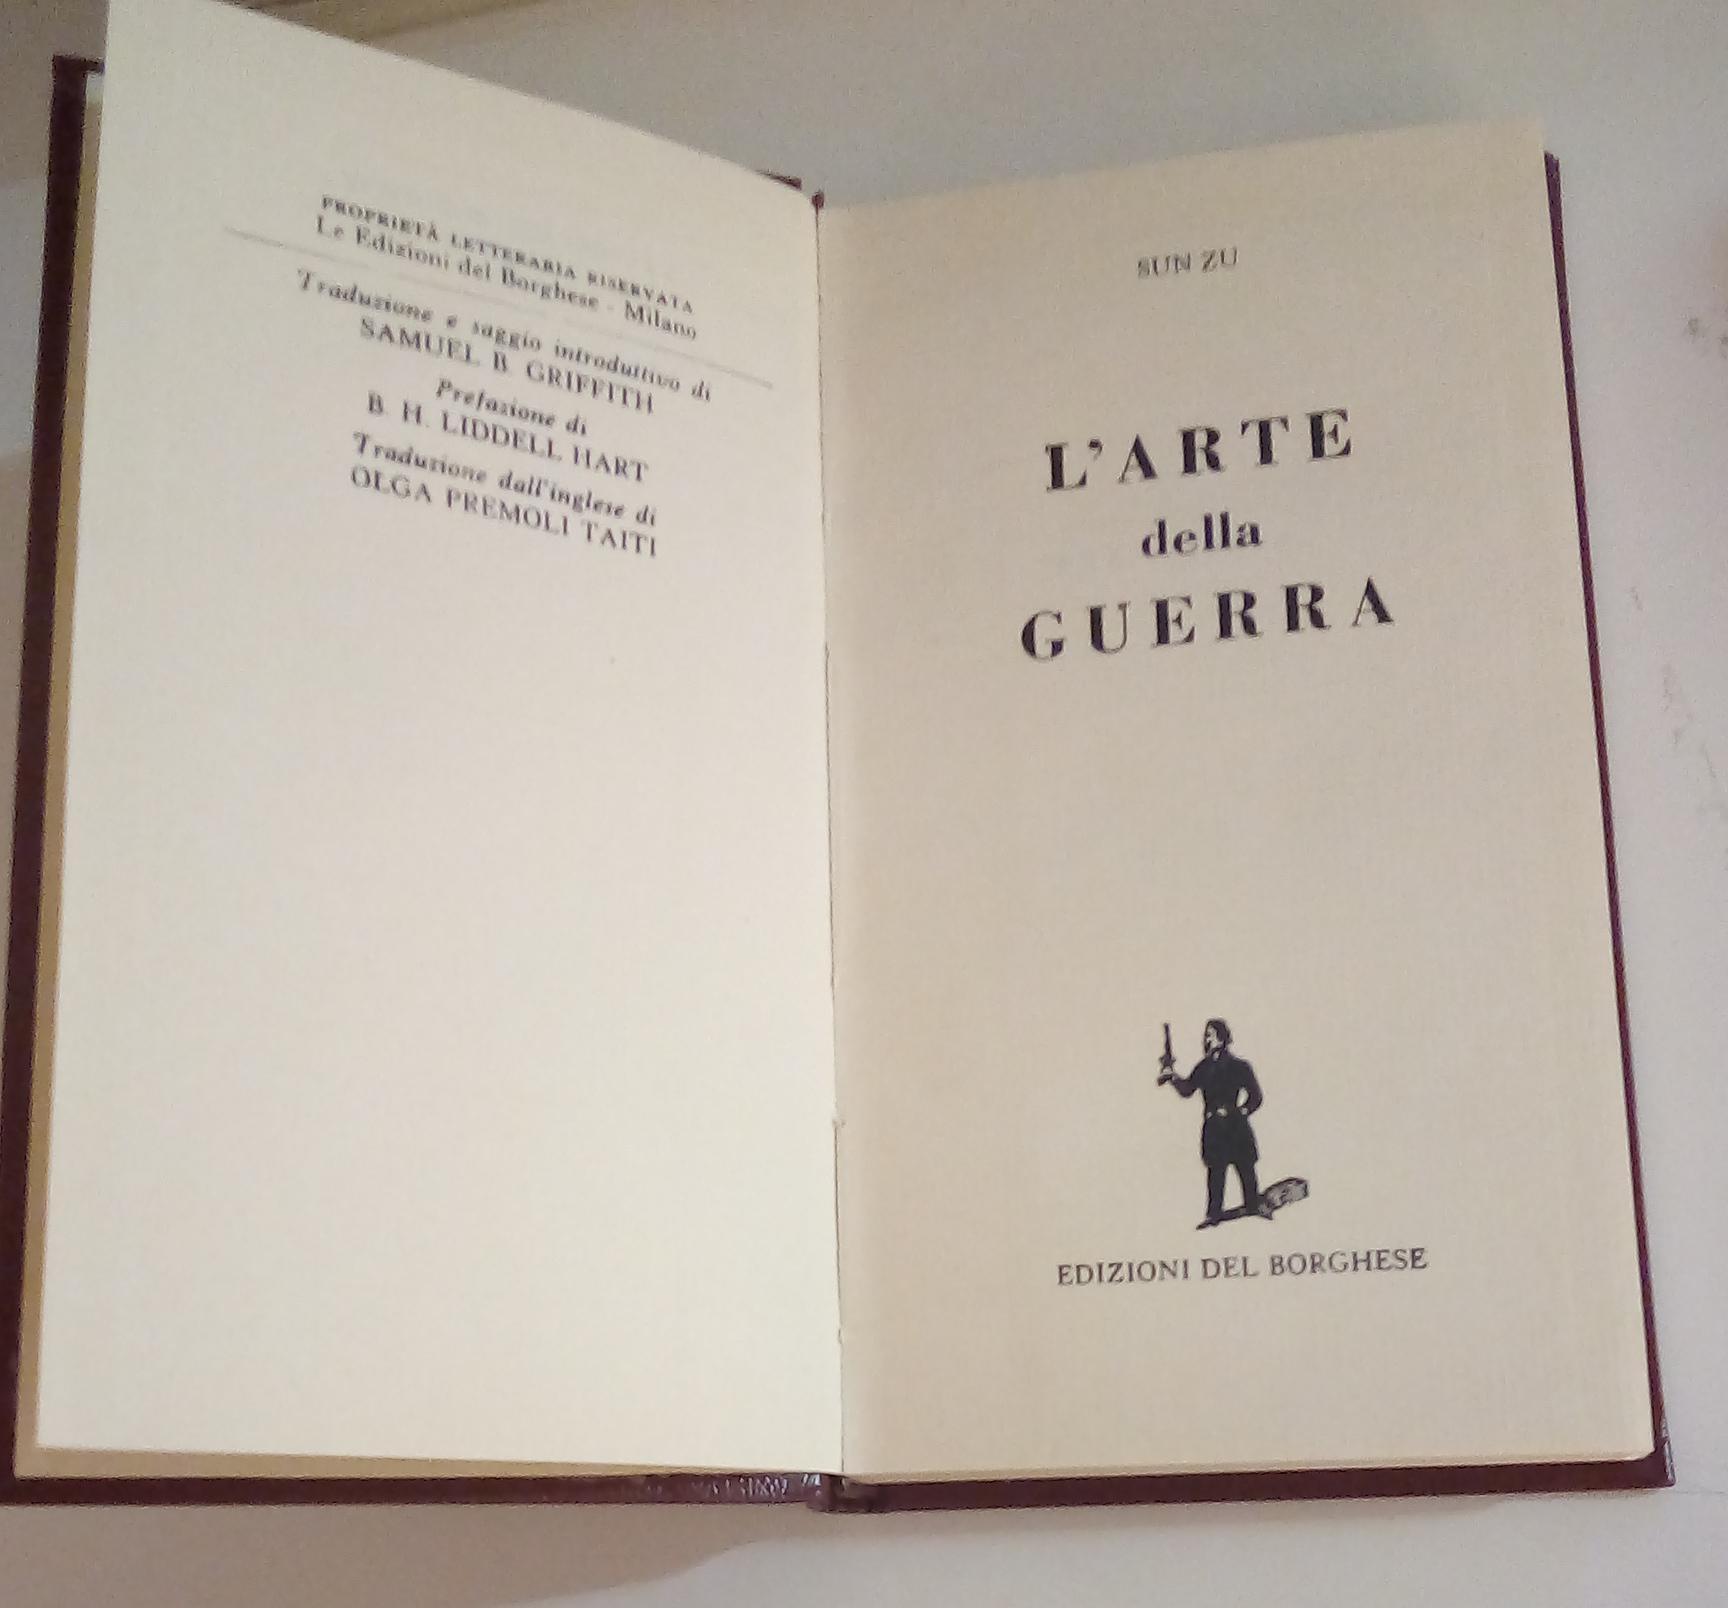 PROPRIETÀ LETTERARIA RISERVATA
Le Edizioni del Borghese - Milano
Traduzione e saggio introduttivo di
SAMUEL B. GRIFFITH
Prefazione di
B. H. LIDDELL HART
Traduzione dall'inglese di
OLGA PREMOLI TAITI
SUN ZU
L'ARTE
della
GUERRA
EDIZIONI DEL BORGHESE